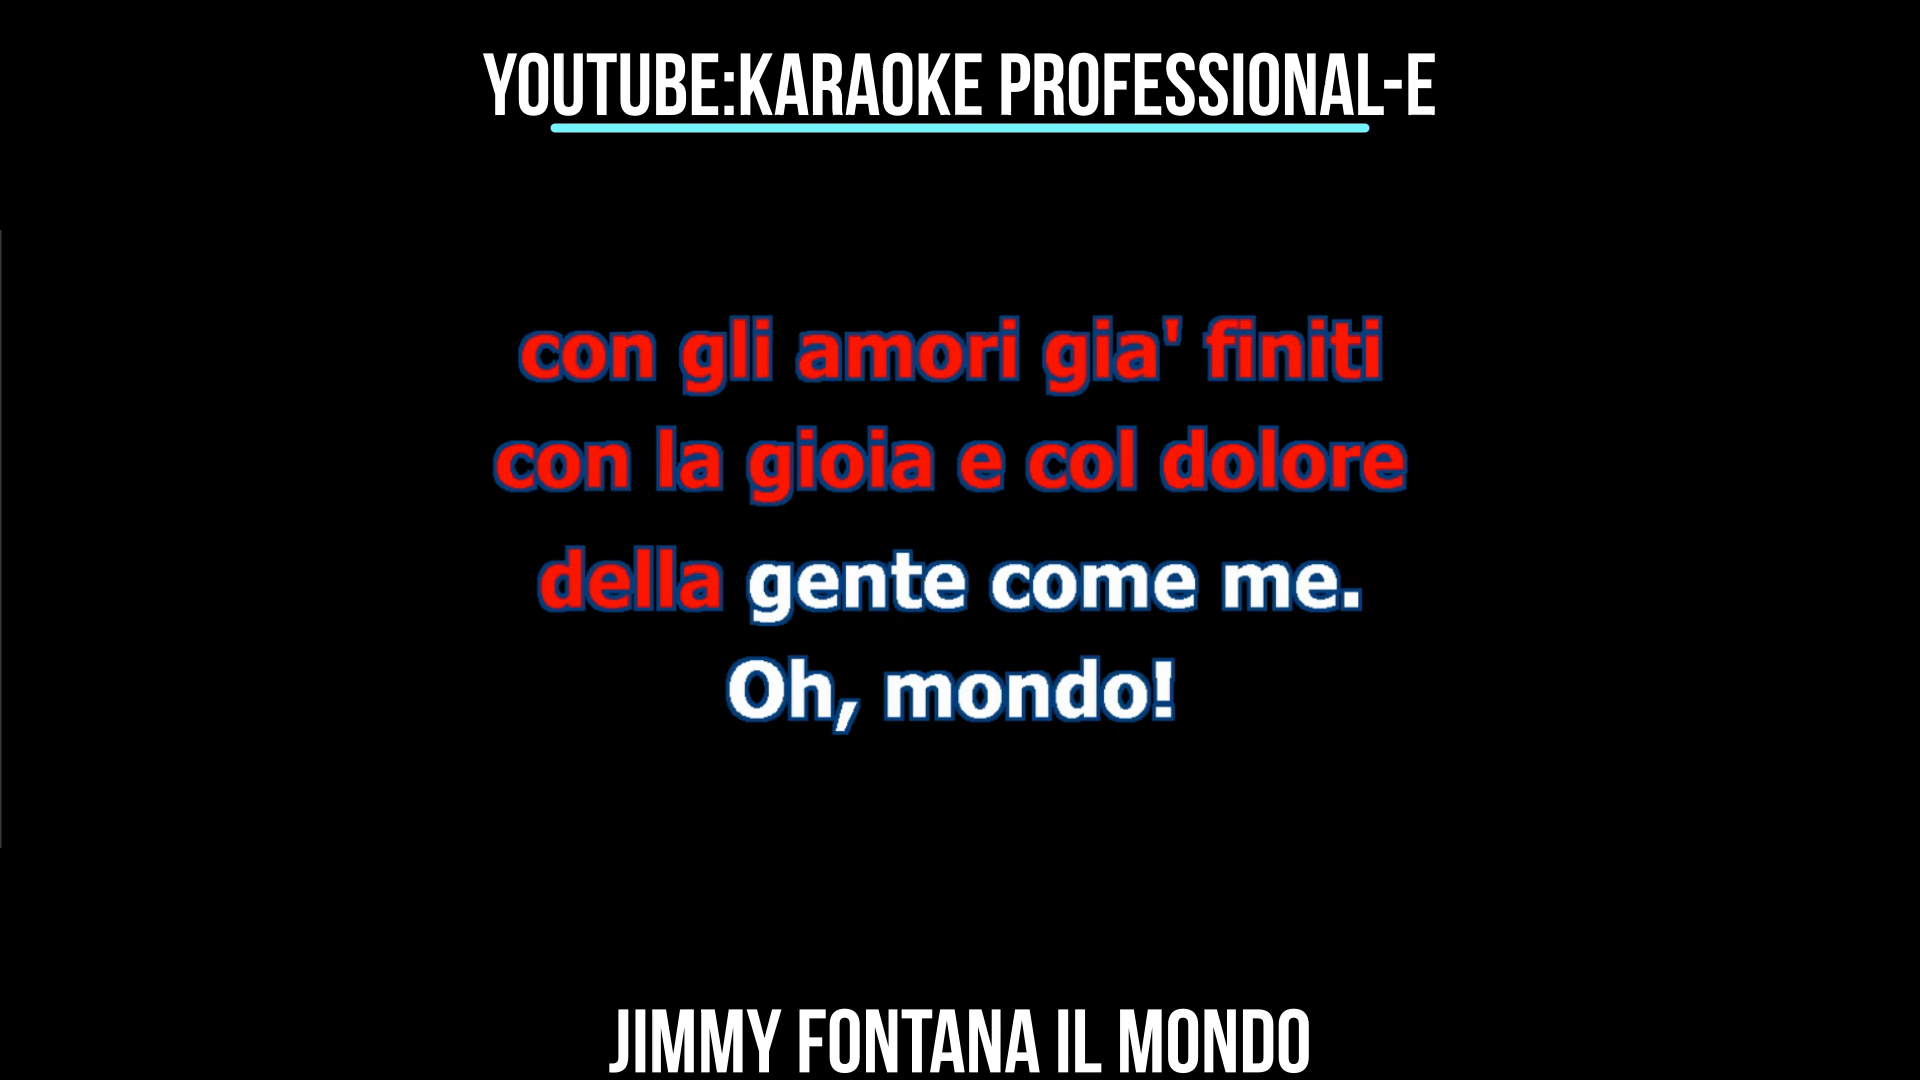 YOUTUBE:KARAOKE PROFESSIONAL-E
con gli amori gia' finiti
con la gioia e col dolore
della gente come me.
Oh, mondo!
JIMMY FONTANA IL MONDO